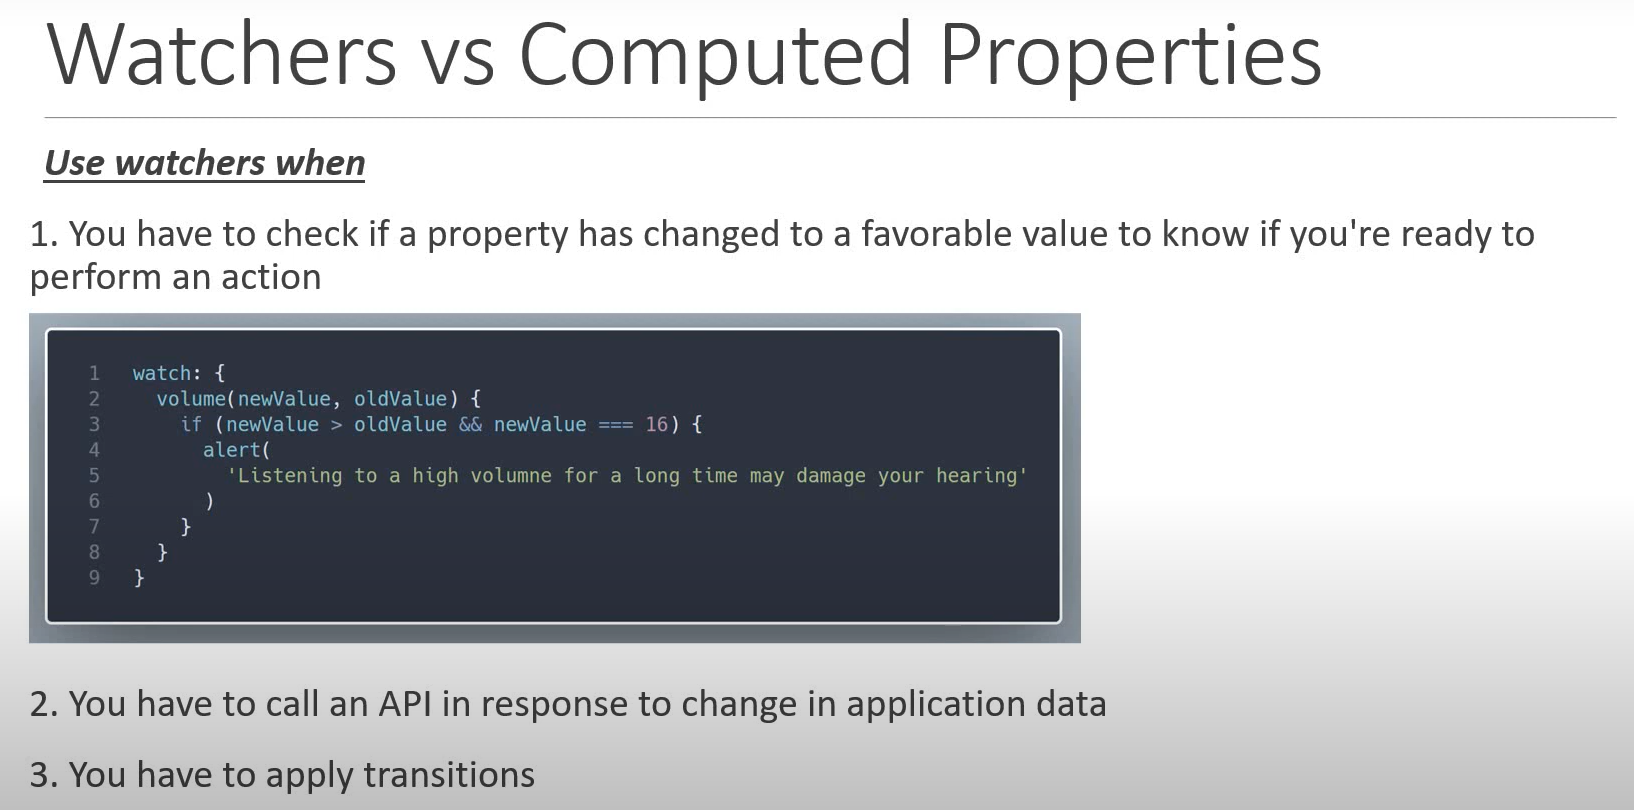 Watchers vs Computed Properties
Use watchers when
1. You have to check if a property has changed to a favorable value to know if you're ready to
perform an action
1 watch: {
2 volume(newValue, oldValue) {
3 if (newValue > oldValue && newValue === 16) {
4 alert(
5 'Listening to a high volumne for a long time may damage your hearing'
6 )
7 }
8 }
9 }
2. You have to call an API in response to change in application data
3. You have to apply transitions